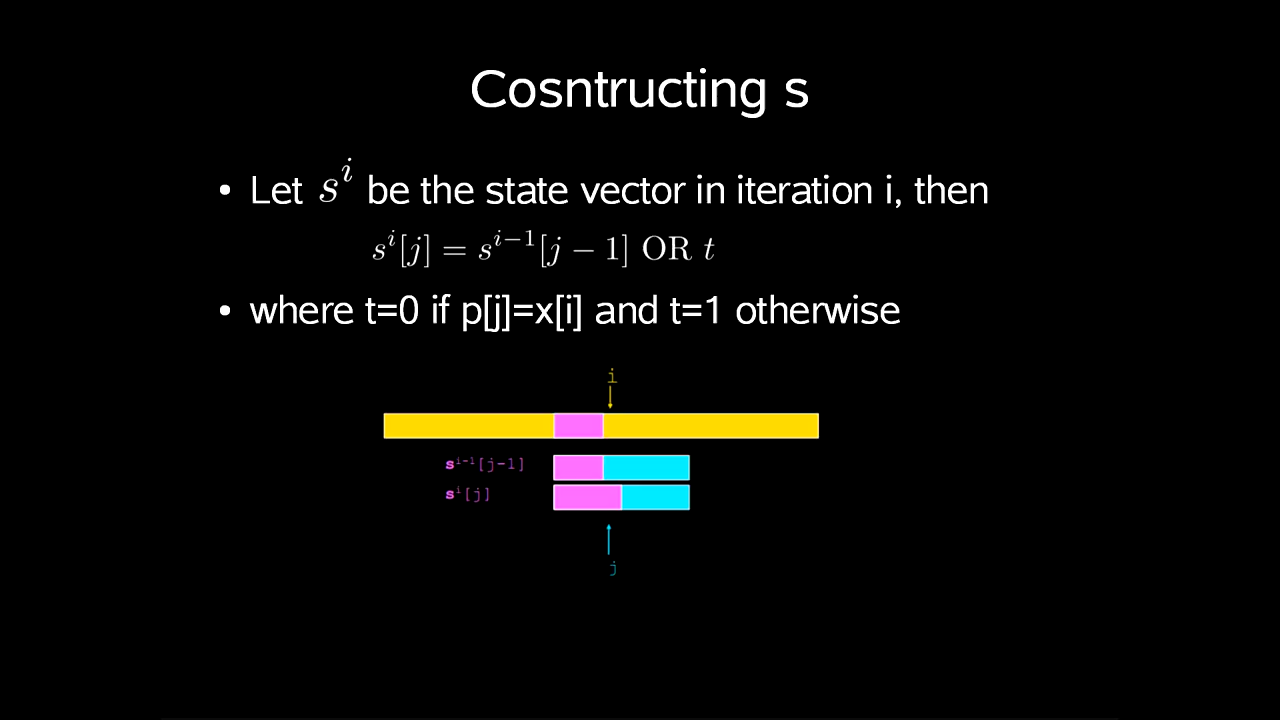 Cosntructing s
• Let s^i be the state vector in iteration i, then
s^i[j] = s^{i−1}[j − 1] OR t
• where t=0 if p[j]=x[i] and t=1 otherwise
i
s^{i-1}[j-1]
s^i[j]
j